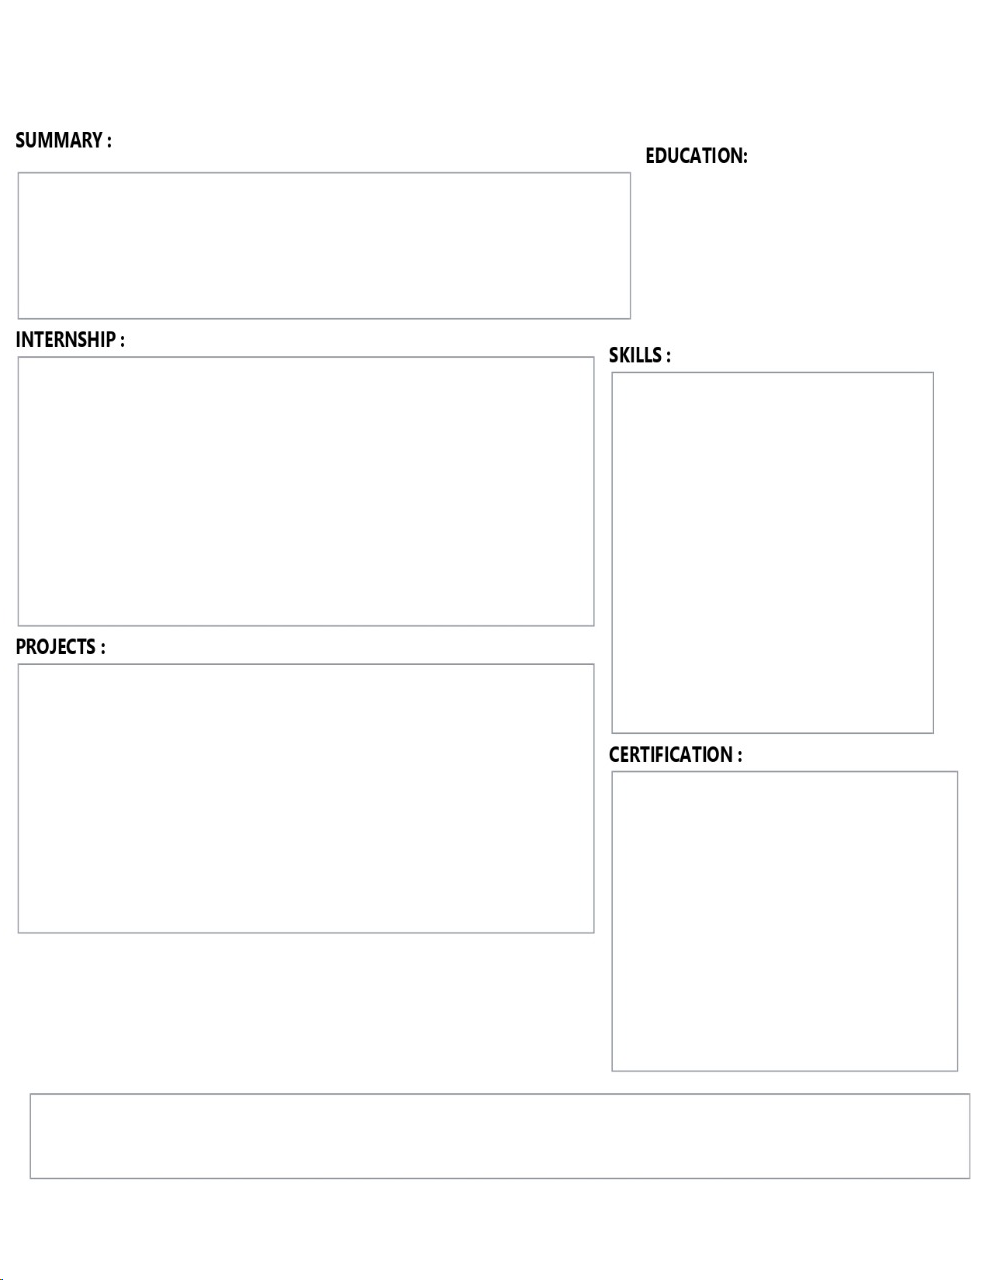 SUMMARY :
EDUCATION:
INTERNSHIP :
SKILLS :
PROJECTS :
CERTIFICATION :